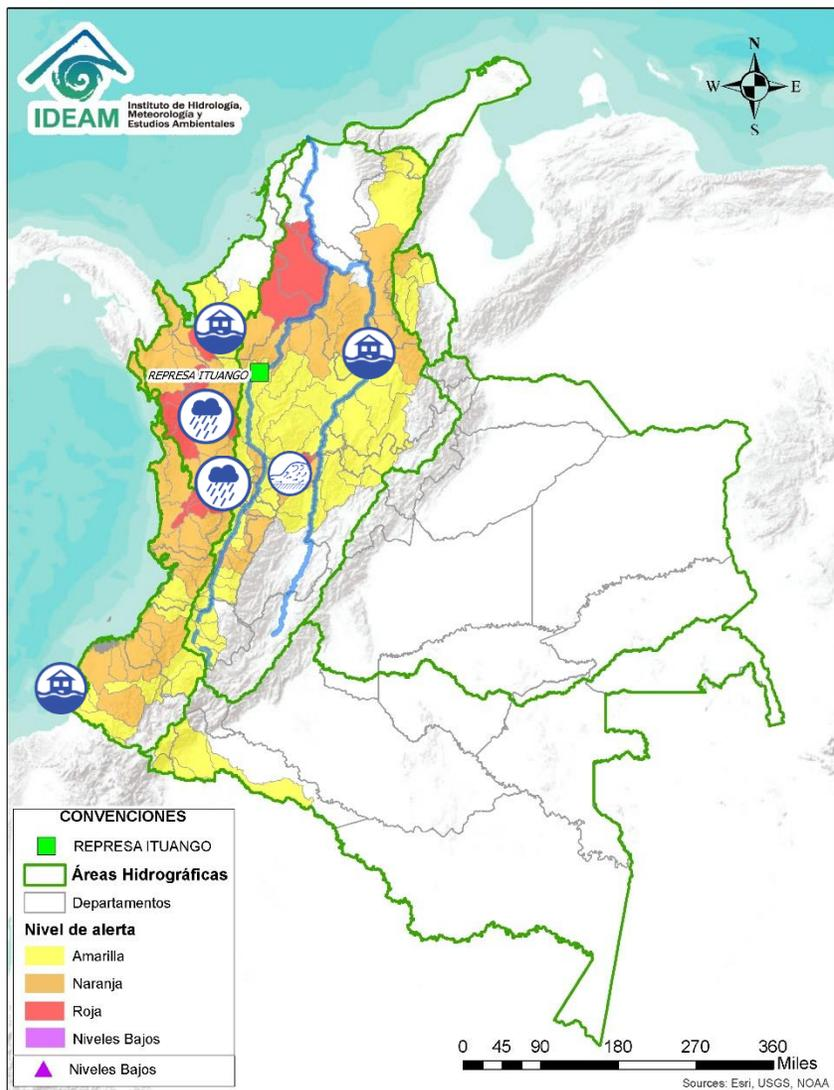 IDEAM
Instituto de Hidrología,
Meteorología y
Estudios Ambientales
N
W E
S
REPRESA ITUANGO
CONVENCIONES
REPRESA ITUANGO
Áreas Hidrográficas
Departamentos
Nivel de alerta
Amarilla
Naranja
Roja
Niveles Bajos
Niveles Bajos
0 45 90 180 270 360
Miles
Sources: Esri, USGS, NOAA